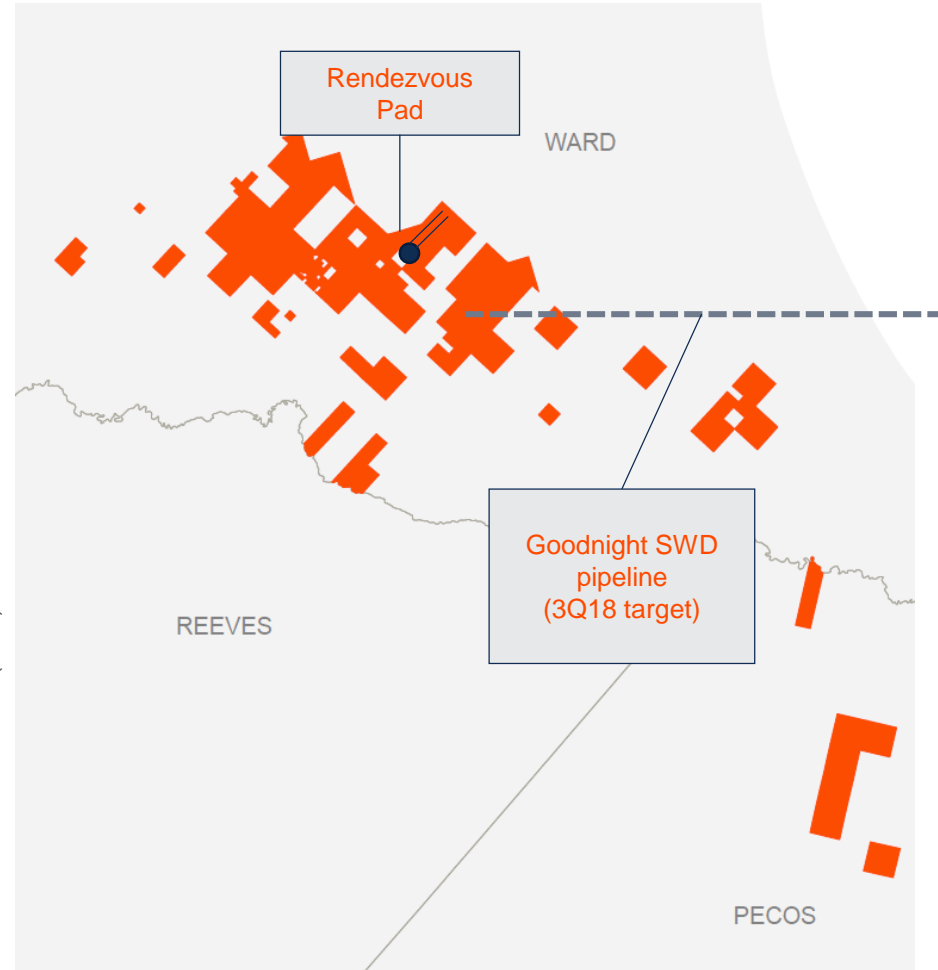 Rendezvous
Pad
WARD
Goodnight SWD
pipeline
(3Q18 target)
REEVES
PECOS